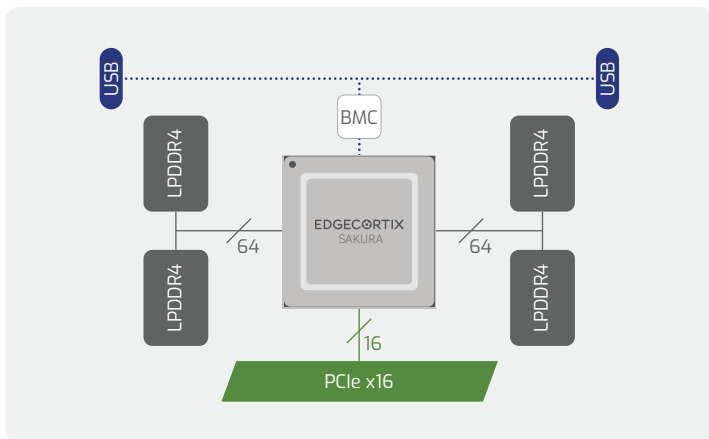 USB
USB
BMC
LPDDR4
LPDDR4
EDGECORTIX
SAKURA
64
64
LPDDR4
LPDDR4
16
PCIe x16